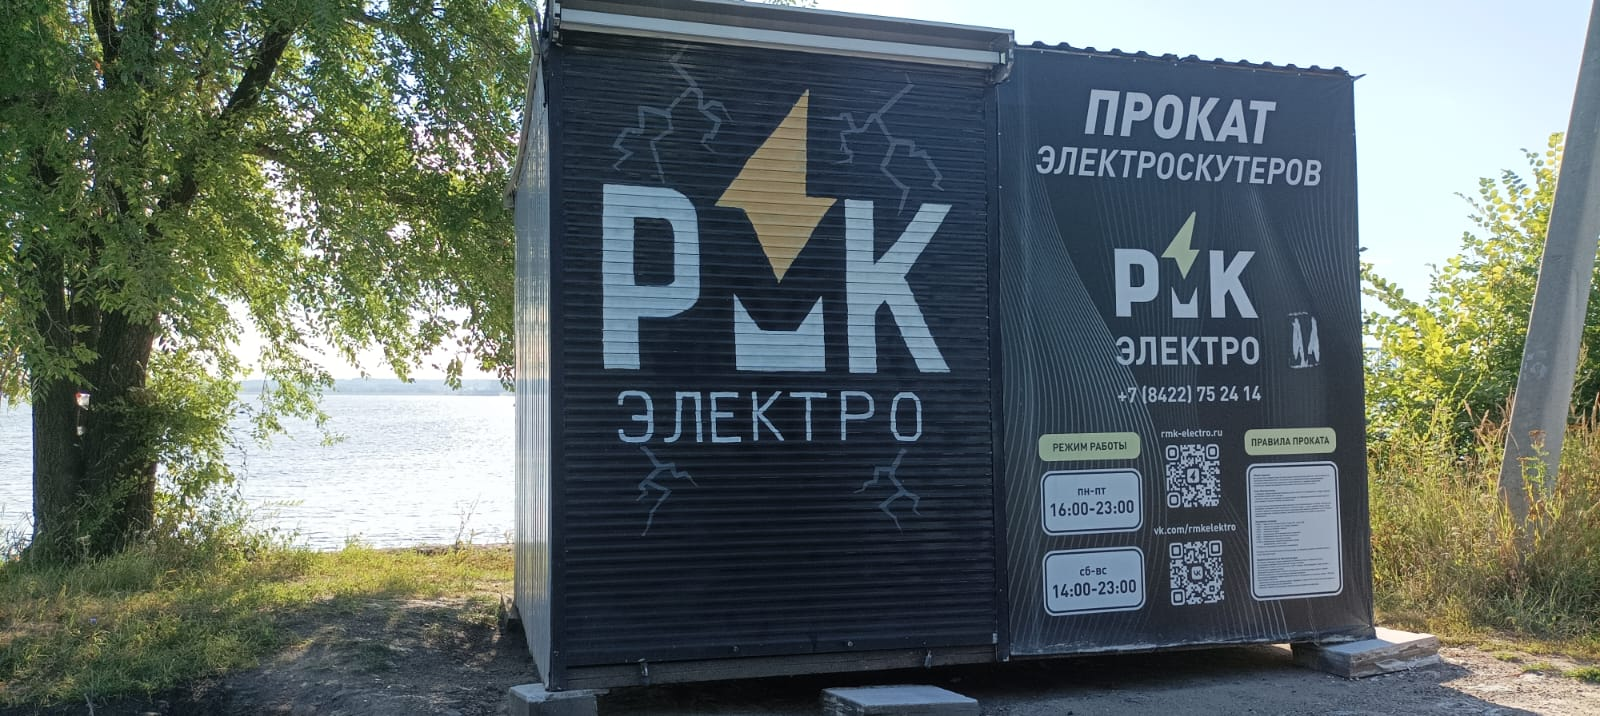 РМК
ЭЛЕКТРО
ПРОКАТ
ЭЛЕКТРОСКУТЕРОВ
РМК
ЭЛЕКТРО
+7 (8422) 75 24 14
РЕЖИМ РАБОТЫ
пн-пт
16:00-23:00
сб-вс
14:00-23:00
rmk-electro.ru
vk.com/rmkelektro
ПРАВИЛА ПРОКАТА